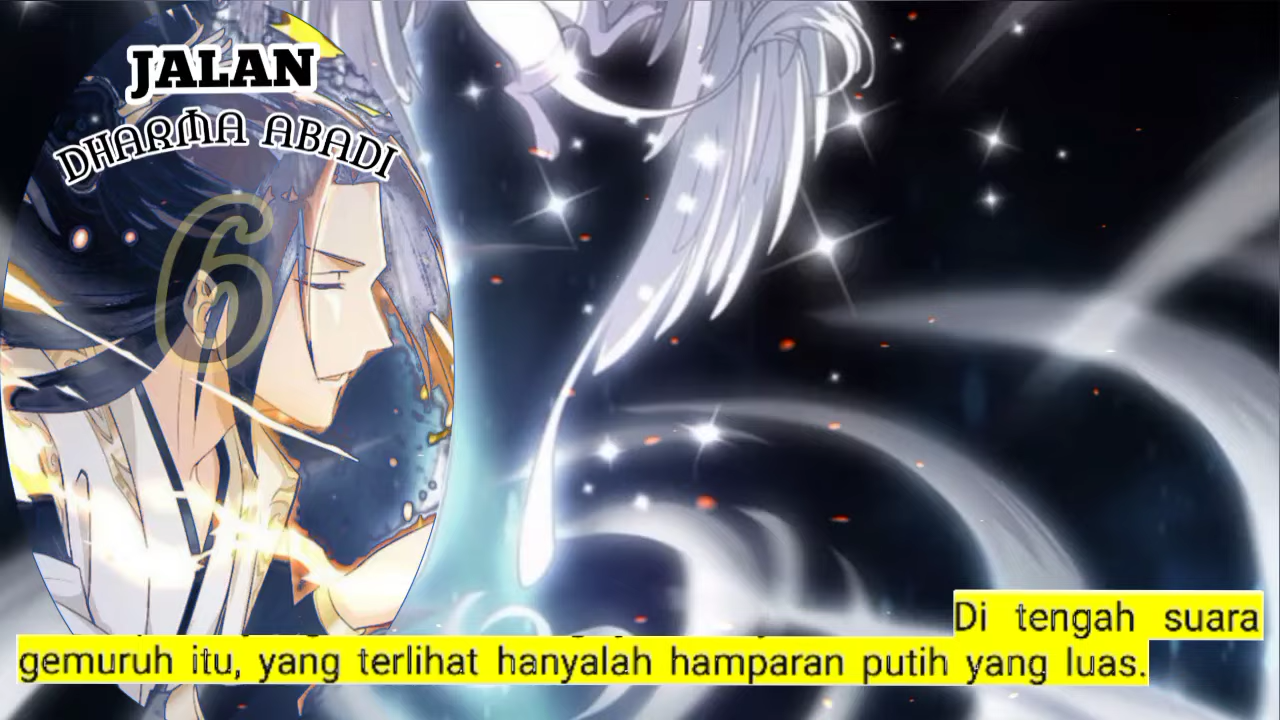 JALAN
DHARMA ABADI
6
Di tengah suara
gemuruh itu, yang terlihat hanyalah hamparan putih yang luas.